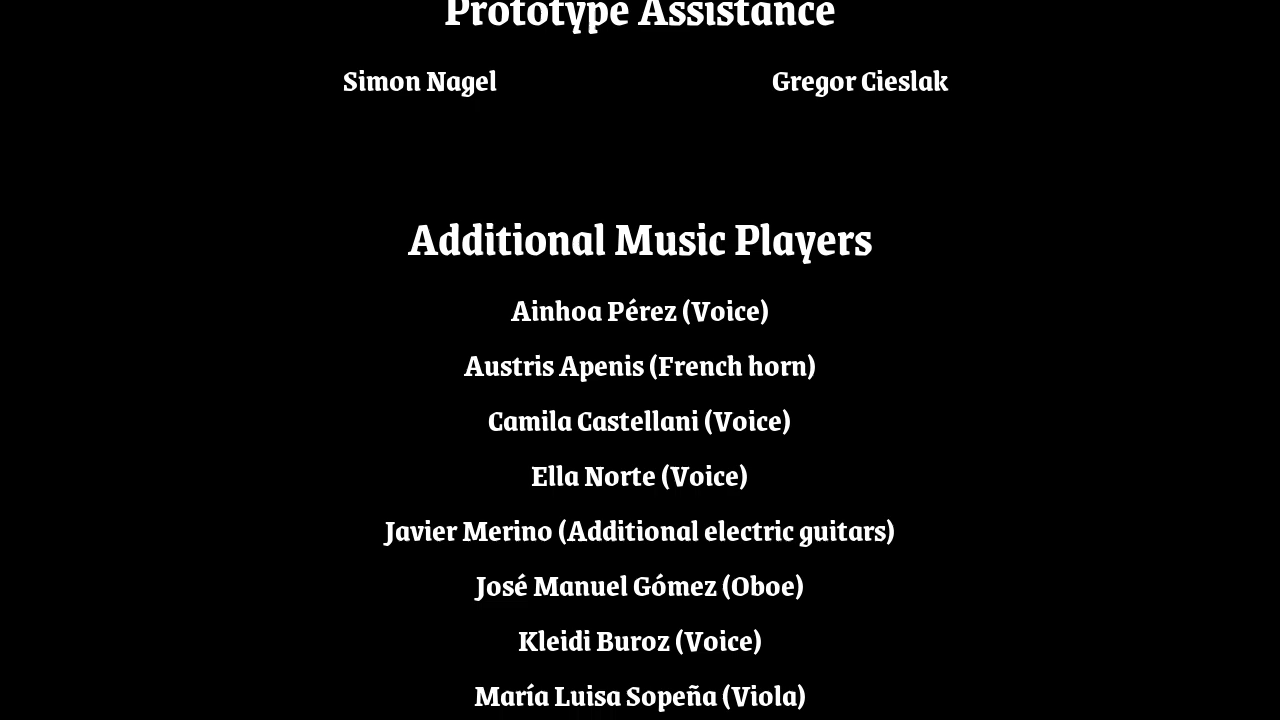 Prototype Assistance
Simon Nagel Gregor Cieslak
Additional Music Players
Ainhoa Pérez (Voice)
Austris Apenis (French horn)
Camila Castellani (Voice)
Ella Norte (Voice)
Javier Merino (Additional electric guitars)
José Manuel Gómez (Oboe)
Kleidi Buroz (Voice)
María Luisa Sopeña (Viola)